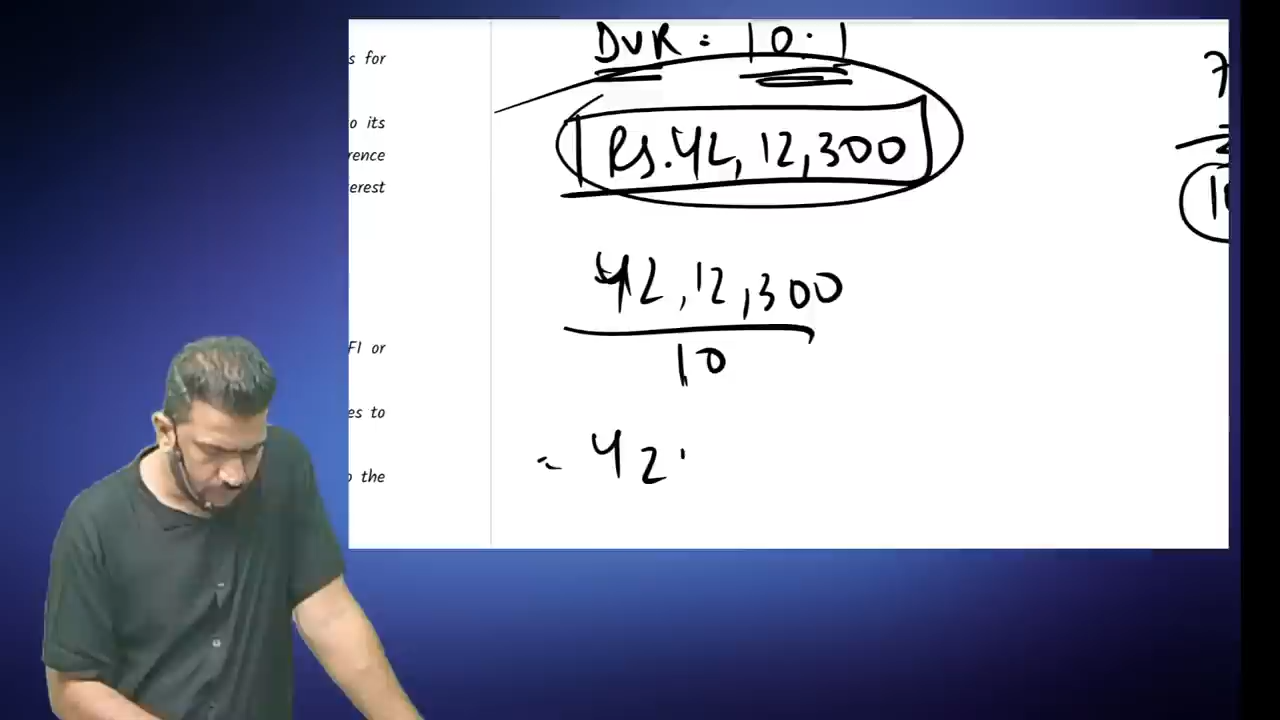 s for
o its
rence
erest
FI or
es to
o the
DVR : 10.1
Rs.42,12,300
42,12,300
10
= 42.
7